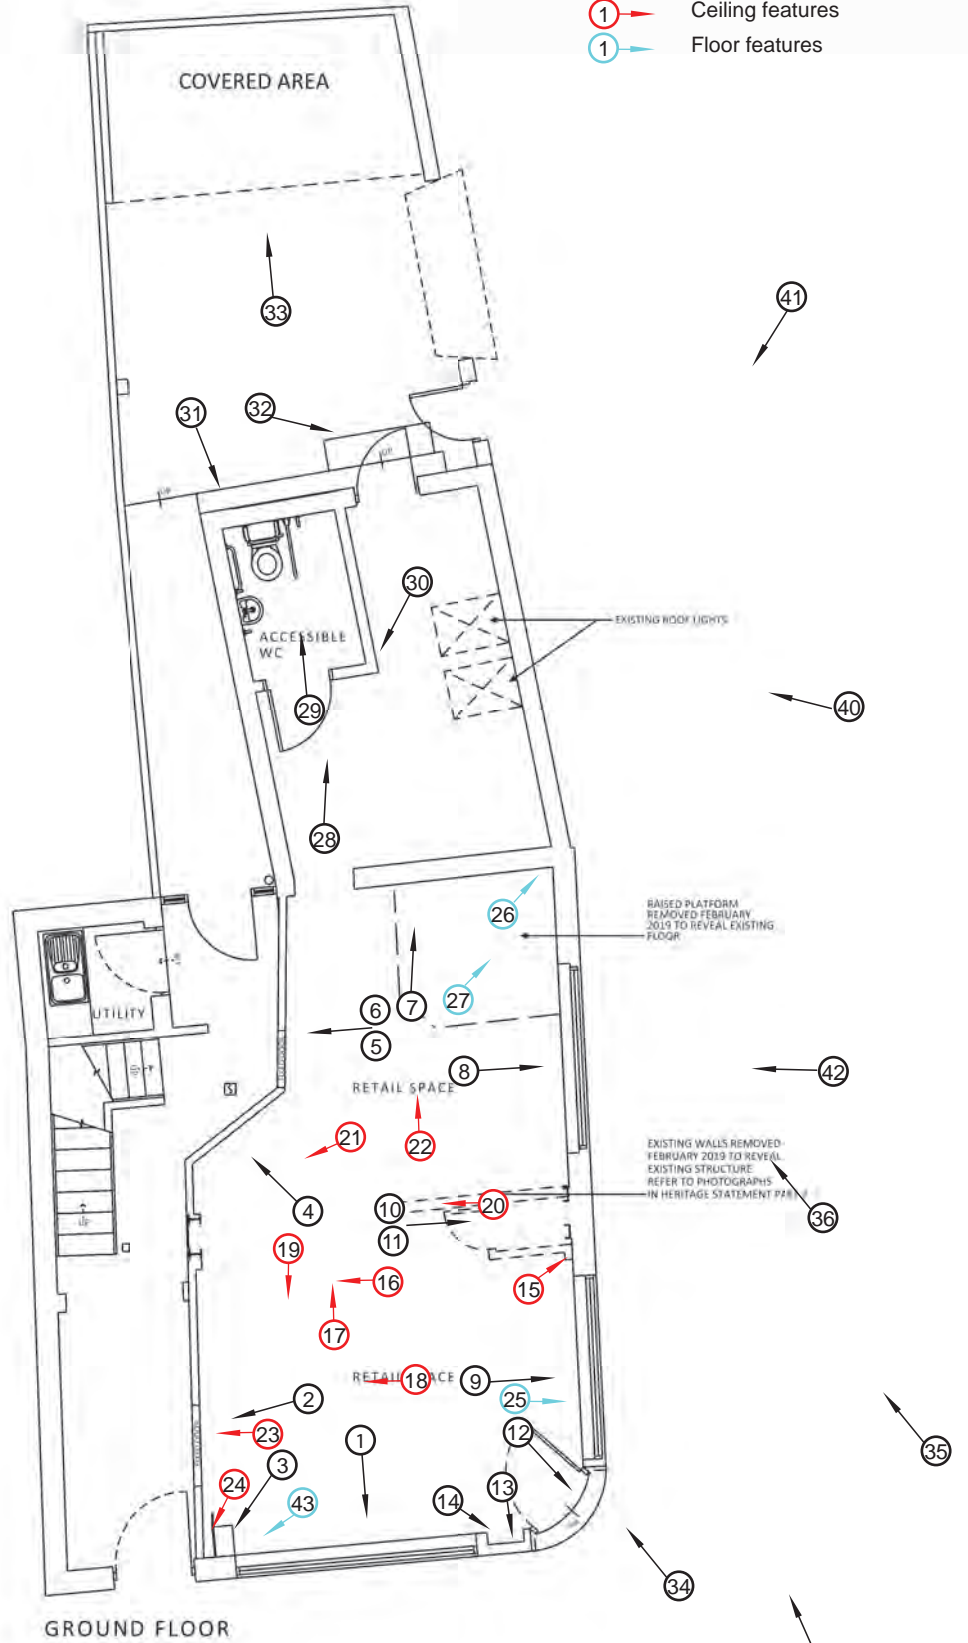 1 Ceiling features
1 Floor features
COVERED AREA
41
33
31
32
UP
UP
30
EXISTING ROOF LIGHTS
ACCESSIBLE
WC
29
40
28
26
RAISED PLATFORM
REMOVED FEBRUARY
2019 TO REVEAL EXISTING
FLOOR
27
6
7
UTILITY
5
8
42
RETAIL SPACE
21
22
EXISTING WALLS REMOVED
FEBRUARY 2019 TO REVEAL
EXISTING STRUCTURE
REFER TO PHOTOGRAPHS
IN HERITAGE STATEMENT PART
10
20
4
11
36
19
16
15
17
RETAIL SPACE
18
9
2
25
23
12
1
35
3
24
13
14
43
34
GROUND FLOOR